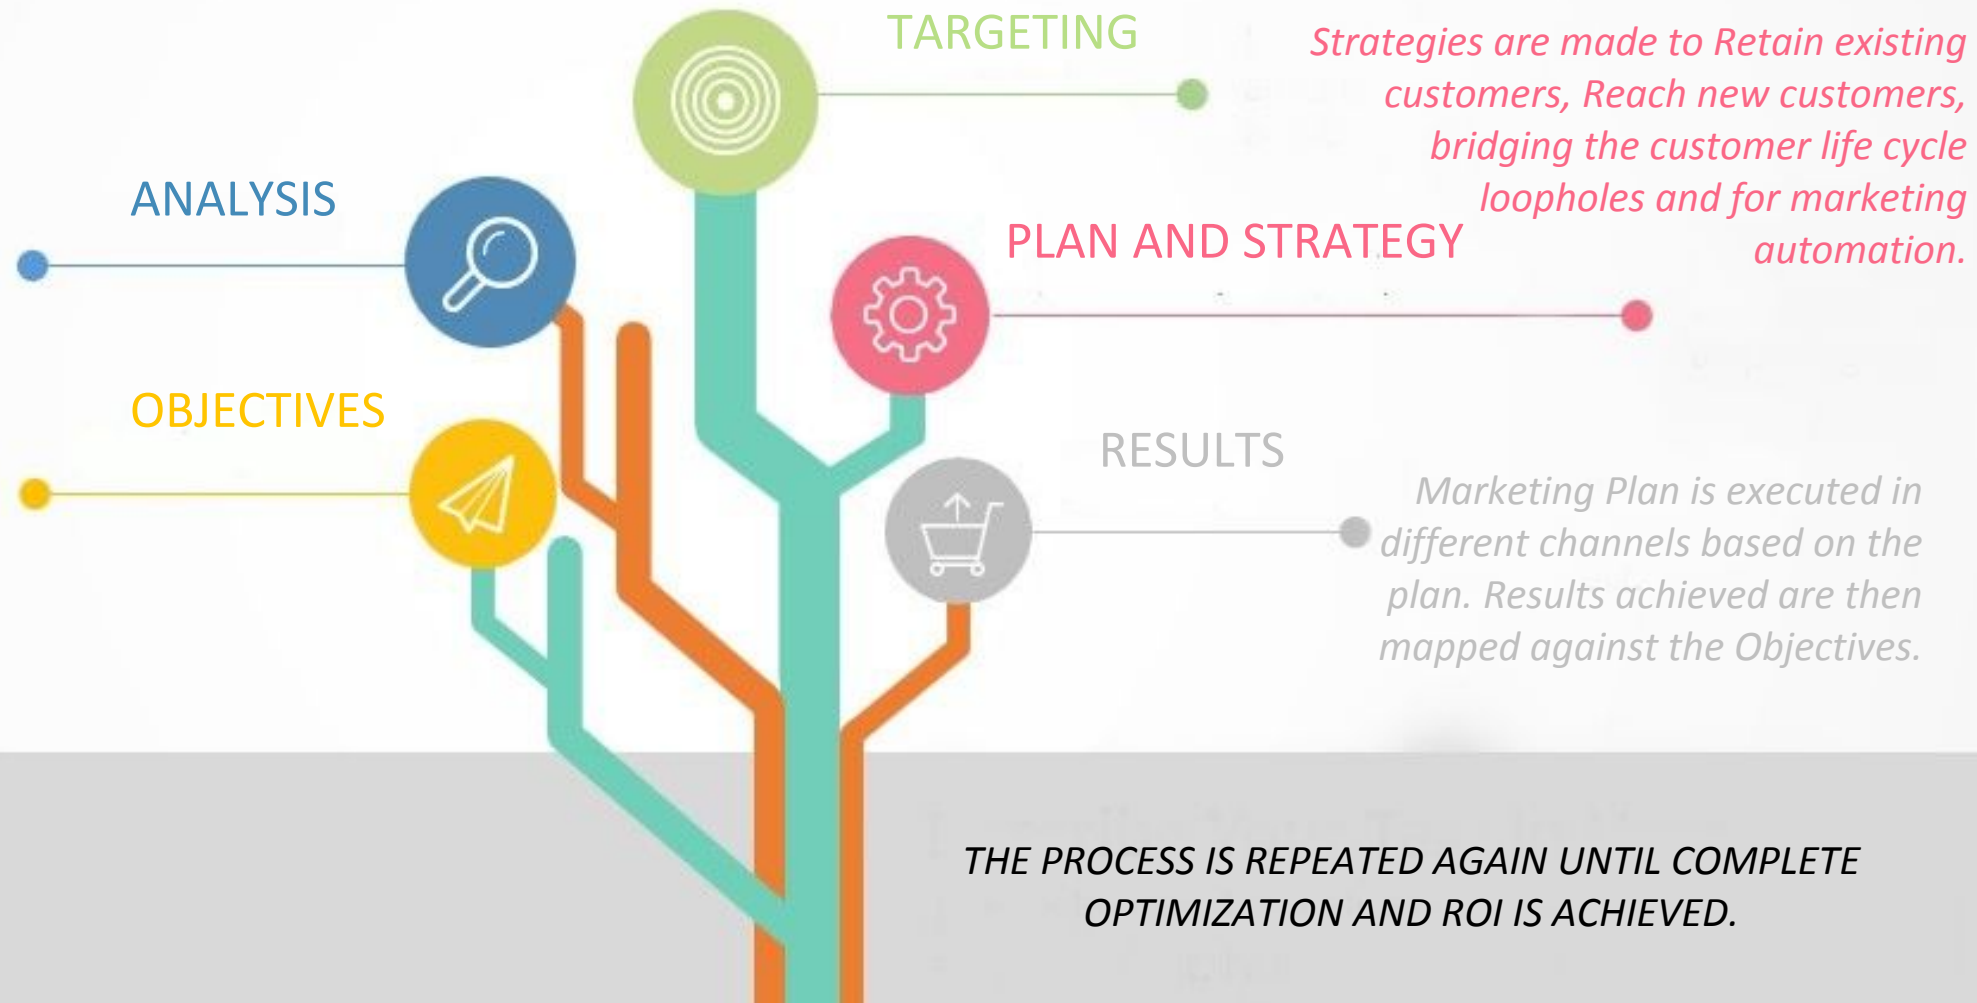 TARGETING
Strategies are made to Retain existing
customers, Reach new customers,
bridging the customer life cycle
loopholes and for marketing
automation.
ANALYSIS
PLAN AND STRATEGY
OBJECTIVES
RESULTS
Marketing Plan is executed in
different channels based on the
plan. Results achieved are then
mapped against the Objectives.
THE PROCESS IS REPEATED AGAIN UNTIL COMPLETE
OPTIMIZATION AND ROI IS ACHIEVED.